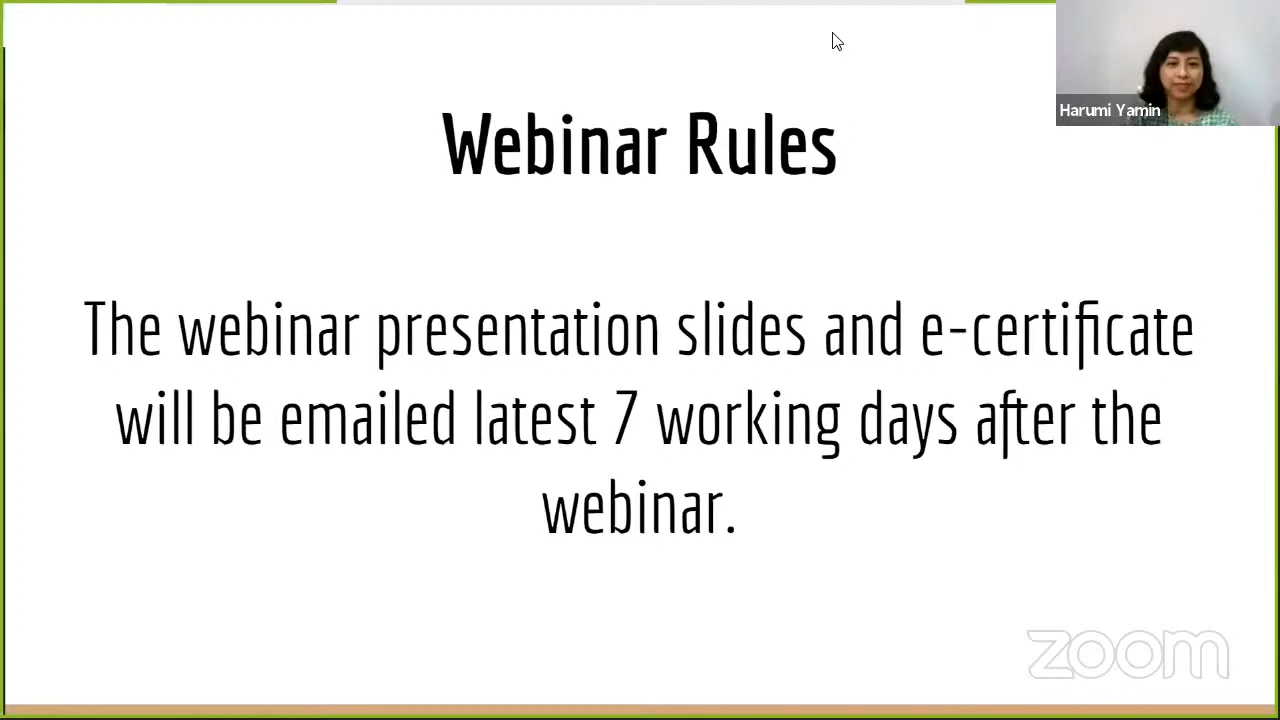 Harumi Yamin
Webinar Rules
The webinar presentation slides and e-certificate
will be emailed latest 7 working days after the
webinar.
zoom